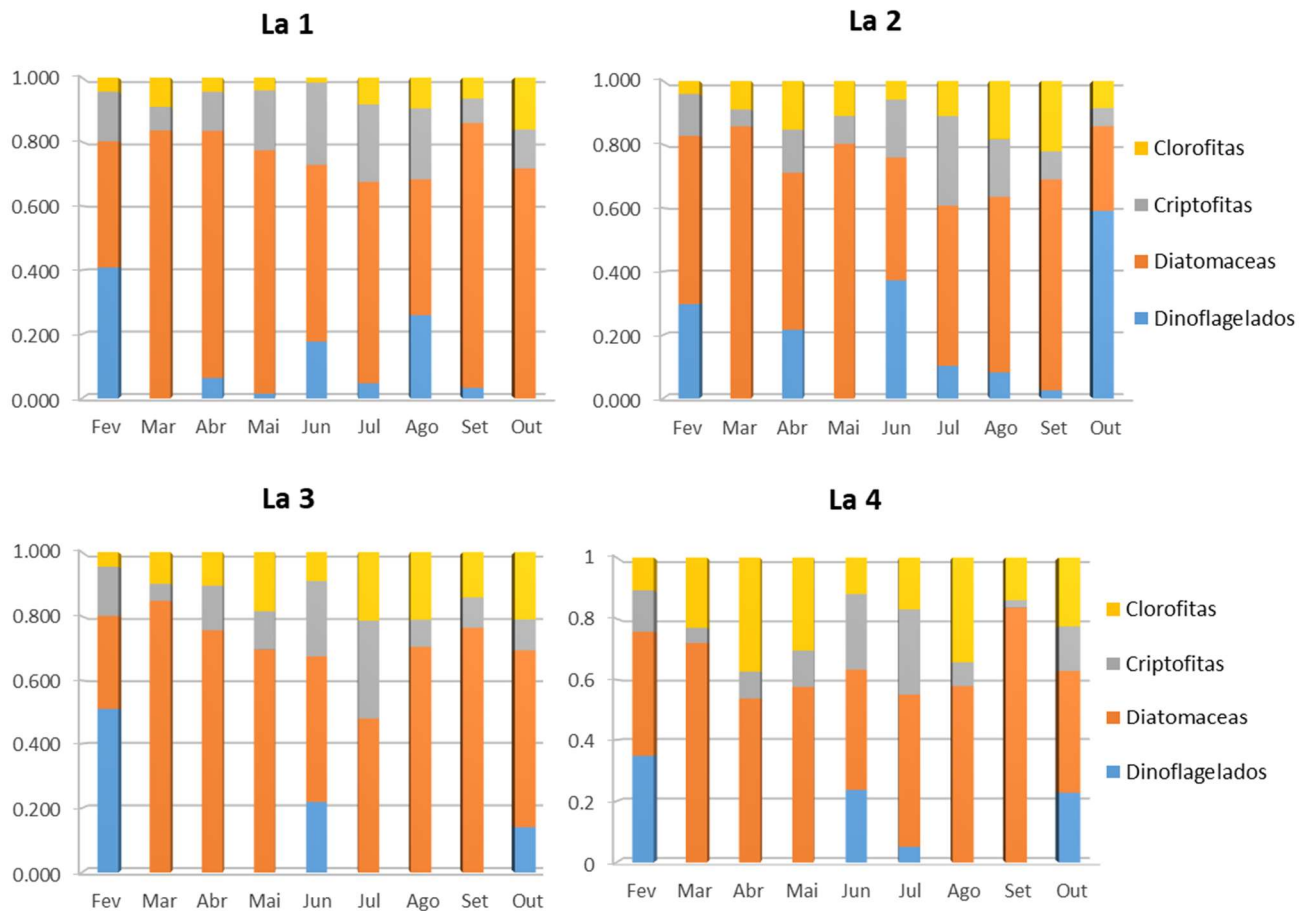 La 1
1.000
0.800
0.600
0.400
0.200
0.000
Fev Mar Abr Mai Jun Jul Ago Set Out
La 2
1.000
0.800
0.600
0.400
0.200
0.000
Fev Mar Abr Mai Jun Jul Ago Set Out
Clorofitas
Criptofitas
Diatomaceas
Dinoflagelados
La 3
1.000
0.800
0.600
0.400
0.200
0.000
Fev Mar Abr Mai Jun Jul Ago Set Out
La 4
1
0.8
0.6
0.4
0.2
0
Fev Mar Abr Mai Jun Jul Ago Set Out
Clorofitas
Criptofitas
Diatomaceas
Dinoflagelados